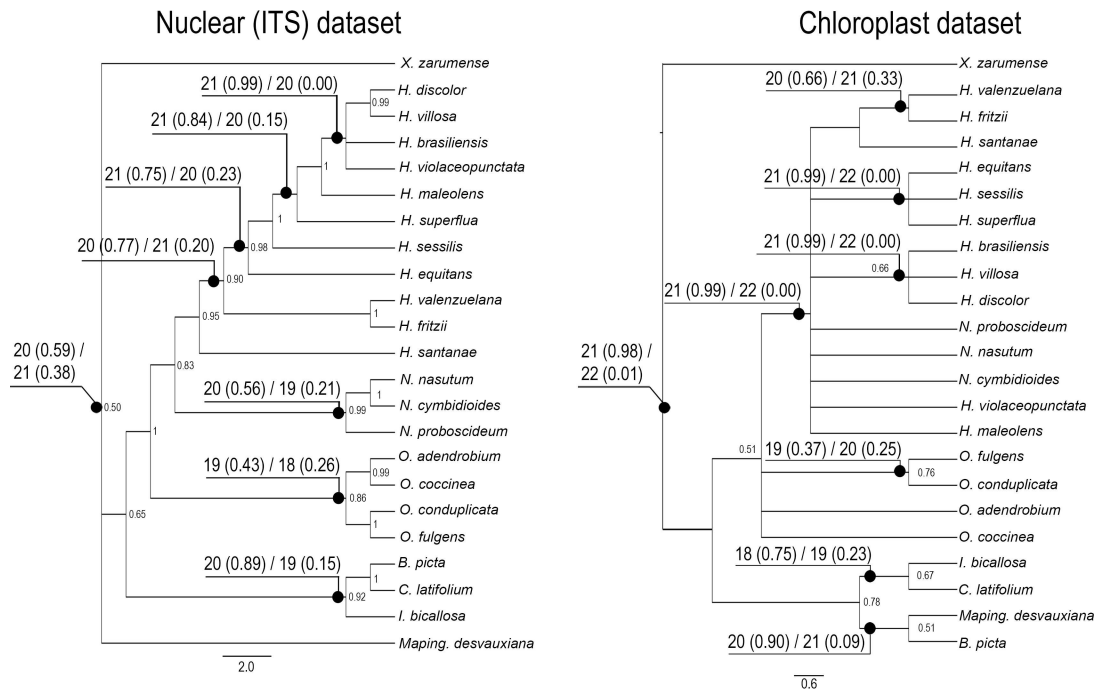 Nuclear (ITS) dataset
X. zarumense
21 (0.99) / 20 (0.00)
H. discolor
0.99
H. villosa
21 (0.84) / 20 (0.15)
H. brasiliensis
1
H. violaceopunctata
21 (0.75) / 20 (0.23)
H. maleolens
1
H. superflua
20 (0.77) / 21 (0.20)
0.98
H. sessilis
0.90
H. equitans
H. valenzuelana
1
0.95
H. fritzii
20 (0.59) /
21 (0.38)
H. santanae
0.83
20 (0.56) / 19 (0.21)
N. nasutum
1
0.50
0.99
N. cymbidioides
1
N. proboscideum
19 (0.43) / 18 (0.26)
O. adendrobium
0.99
O. coccinea
0.86
O. conduplicata
0.65
1
O. fulgens
20 (0.89) / 19 (0.15)
B. picta
1
C. latifolium
0.92
I. bicallosa
Maping. desvauxiana
2.0
Chloroplast dataset
X. zarumense
20 (0.66) / 21 (0.33)
H. valenzuelana
H. fritzii
H. santanae
21 (0.99) / 22 (0.00)
H. equitans
H. sessilis
H. superflua
21 (0.99) / 22 (0.00)
H. brasiliensis
0.66
H. villosa
21 (0.99) / 22 (0.00)
H. discolor
N. proboscideum
21 (0.98) /
22 (0.01)
N. nasutum
N. cymbidioides
H. violaceopunctata
H. maleolens
0.51
19 (0.37) / 20 (0.25)
O. fulgens
0.76
O. conduplicata
O. adendrobium
O. coccinea
18 (0.75) / 19 (0.23)
I. bicallosa
0.67
C. latifolium
0.78
Maping. desvauxiana
0.51
20 (0.90) / 21 (0.09)
B. picta
0.6